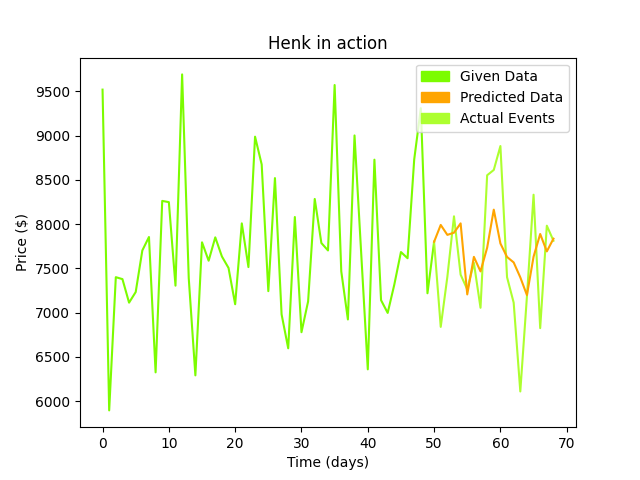 Henk in action
Given Data
Predicted Data
Actual Events
9500
9000
8500
8000
7500
7000
6500
6000
Price ($)
0 10 20 30 40 50 60 70
Time (days)